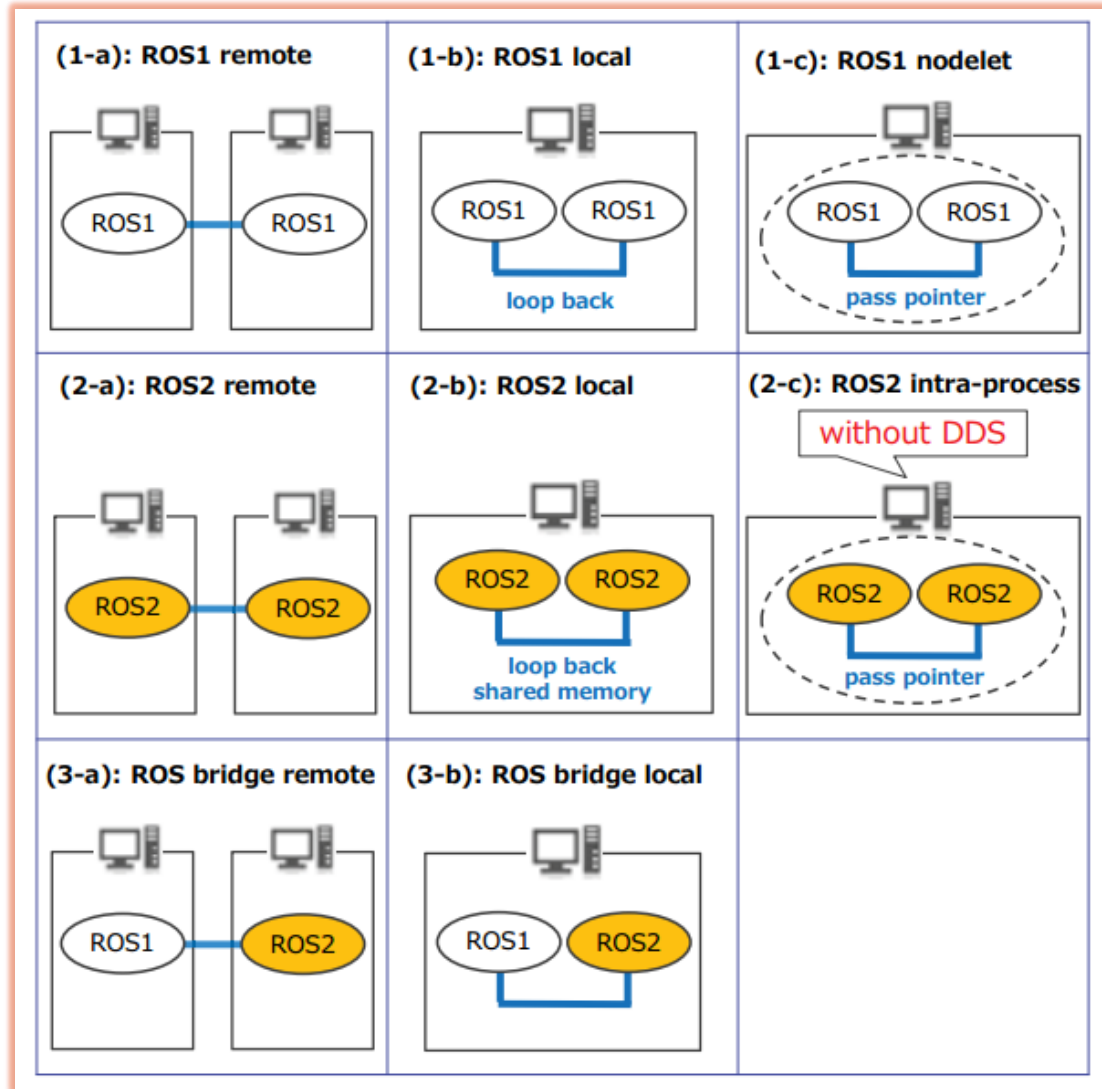 (1-a): ROS1 remote
ROS1
ROS1
(1-b): ROS1 local
ROS1
ROS1
loop back
(1-c): ROS1 nodelet
ROS1
ROS1
pass pointer
(2-a): ROS2 remote
ROS2
ROS2
(2-b): ROS2 local
ROS2
ROS2
loop back
shared memory
(2-c): ROS2 intra-process
without DDS
ROS2
ROS2
pass pointer
(3-a): ROS bridge remote
ROS1
ROS2
(3-b): ROS bridge local
ROS1
ROS2